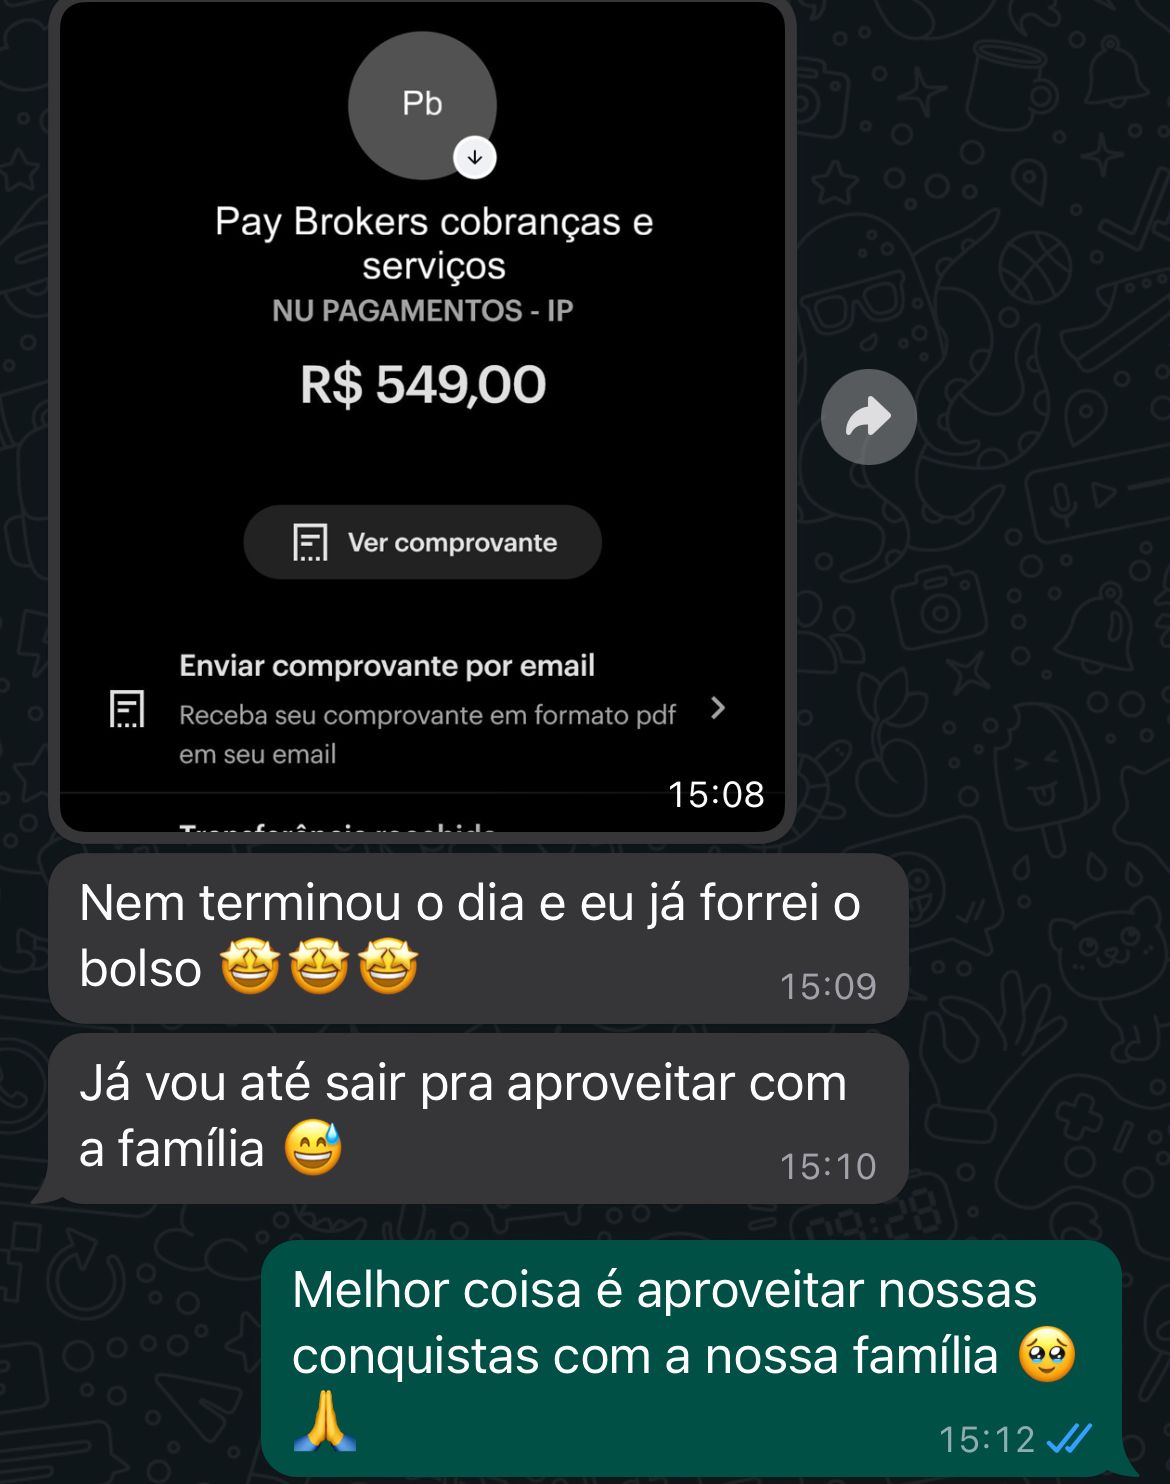 Pb
Pay Brokers cobranças e
serviços
NU PAGAMENTOS - IP
R$ 549,00
Ver comprovante
Enviar comprovante por email
Receba seu comprovante em formato pdf
em seu email
15:08
Transferência recebida
Nem terminou o dia e eu já forrei o
bolso 🤩🤩🤩
15:09
Já vou até sair pra aproveitar com
a família 😅
15:10
Melhor coisa é aproveitar nossas
conquistas com a nossa família 🥹
🙏
15:12